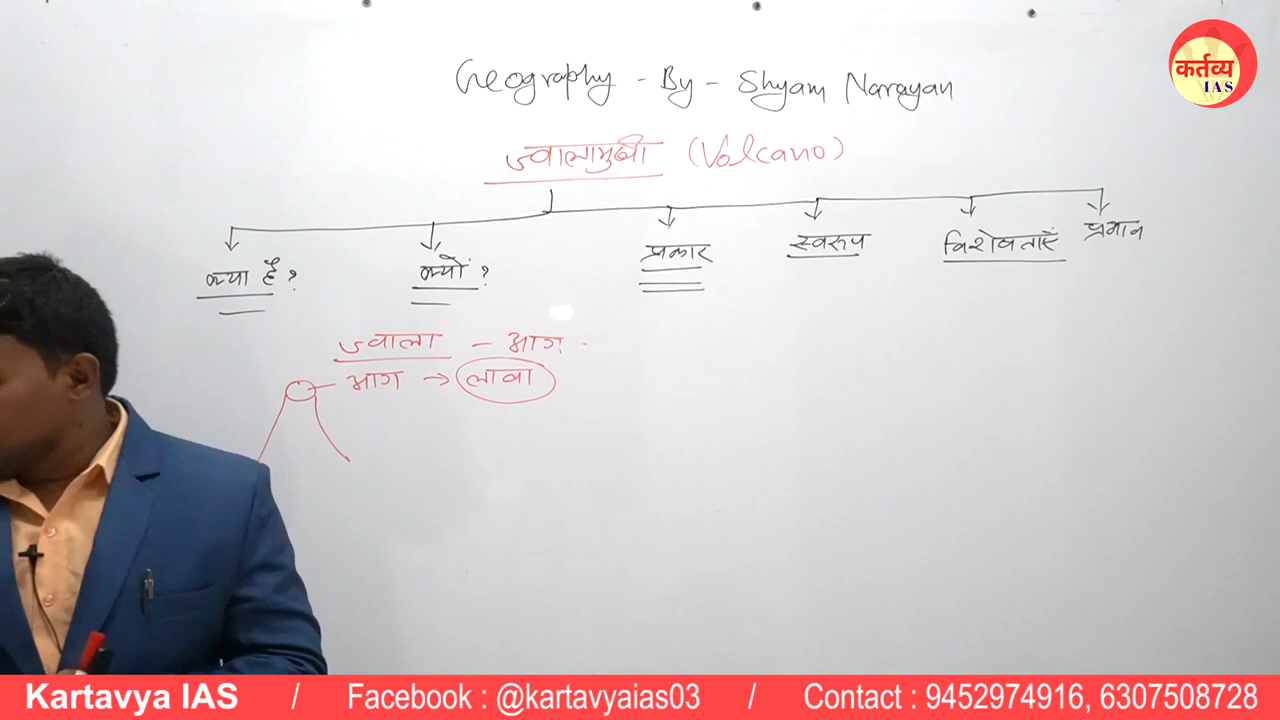 Geography - By - Shyam Narayan
कर्तव्य
IAS
ज्वालामुखी (Volcano)
क्या है ? क्यों ? प्रकार स्वरूप विशेषताएँ प्रभाव
ज्वाला - आग -
आग → लावा
Kartavya IAS / Facebook : @kartavyaias03 / Contact : 9452974916, 6307508728